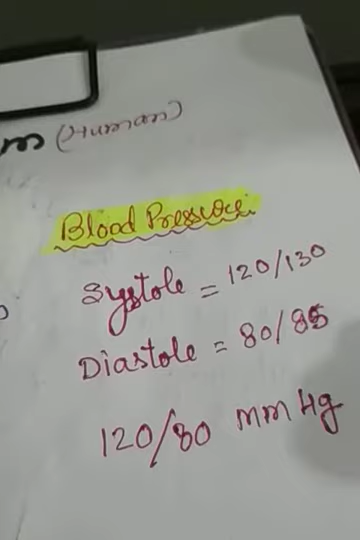 (Human)
Blood Pressure.
Systole = 120/130
Diastole = 80/85
120/80 mm Hg